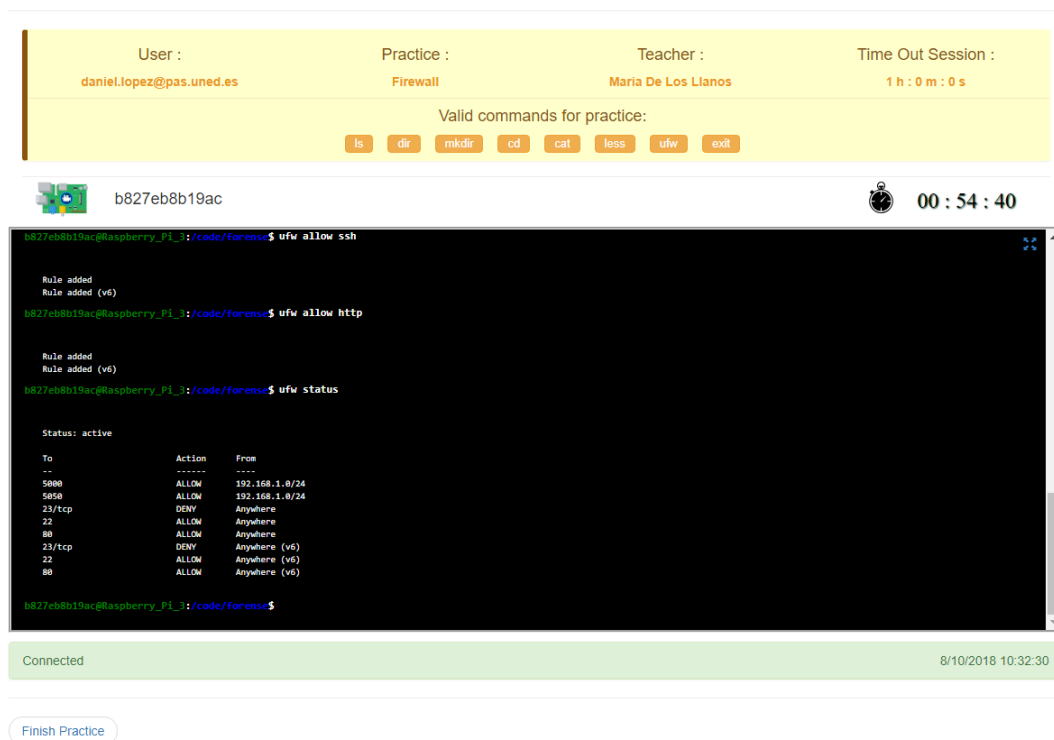 User : Practice : Teacher : Time Out Session :
daniel.lopez@pas.uned.es Firewall Maria De Los Llanos 1 h : 0 m : 0 s
Valid commands for practice:
ls dir mkdir cd cat less ufw exit
b827eb8b19ac 00 : 54 : 40
b827eb8b19ac@Raspberry_Pi_3:/code/forense$ ufw allow ssh
Rule added
Rule added (v6)
b827eb8b19ac@Raspberry_Pi_3:/code/forense$ ufw allow http
Rule added
Rule added (v6)
b827eb8b19ac@Raspberry_Pi_3:/code/forense$ ufw status
Status: active
To Action From
-- ------ ----
5000 ALLOW 192.168.1.0/24
5050 ALLOW 192.168.1.0/24
23/tcp DENY Anywhere
22 ALLOW Anywhere
80 ALLOW Anywhere
23/tcp DENY Anywhere (v6)
22 ALLOW Anywhere (v6)
80 ALLOW Anywhere (v6)
b827eb8b19ac@Raspberry_Pi_3:/code/forense$
Connected 8/10/2018 10:32:30
Finish Practice